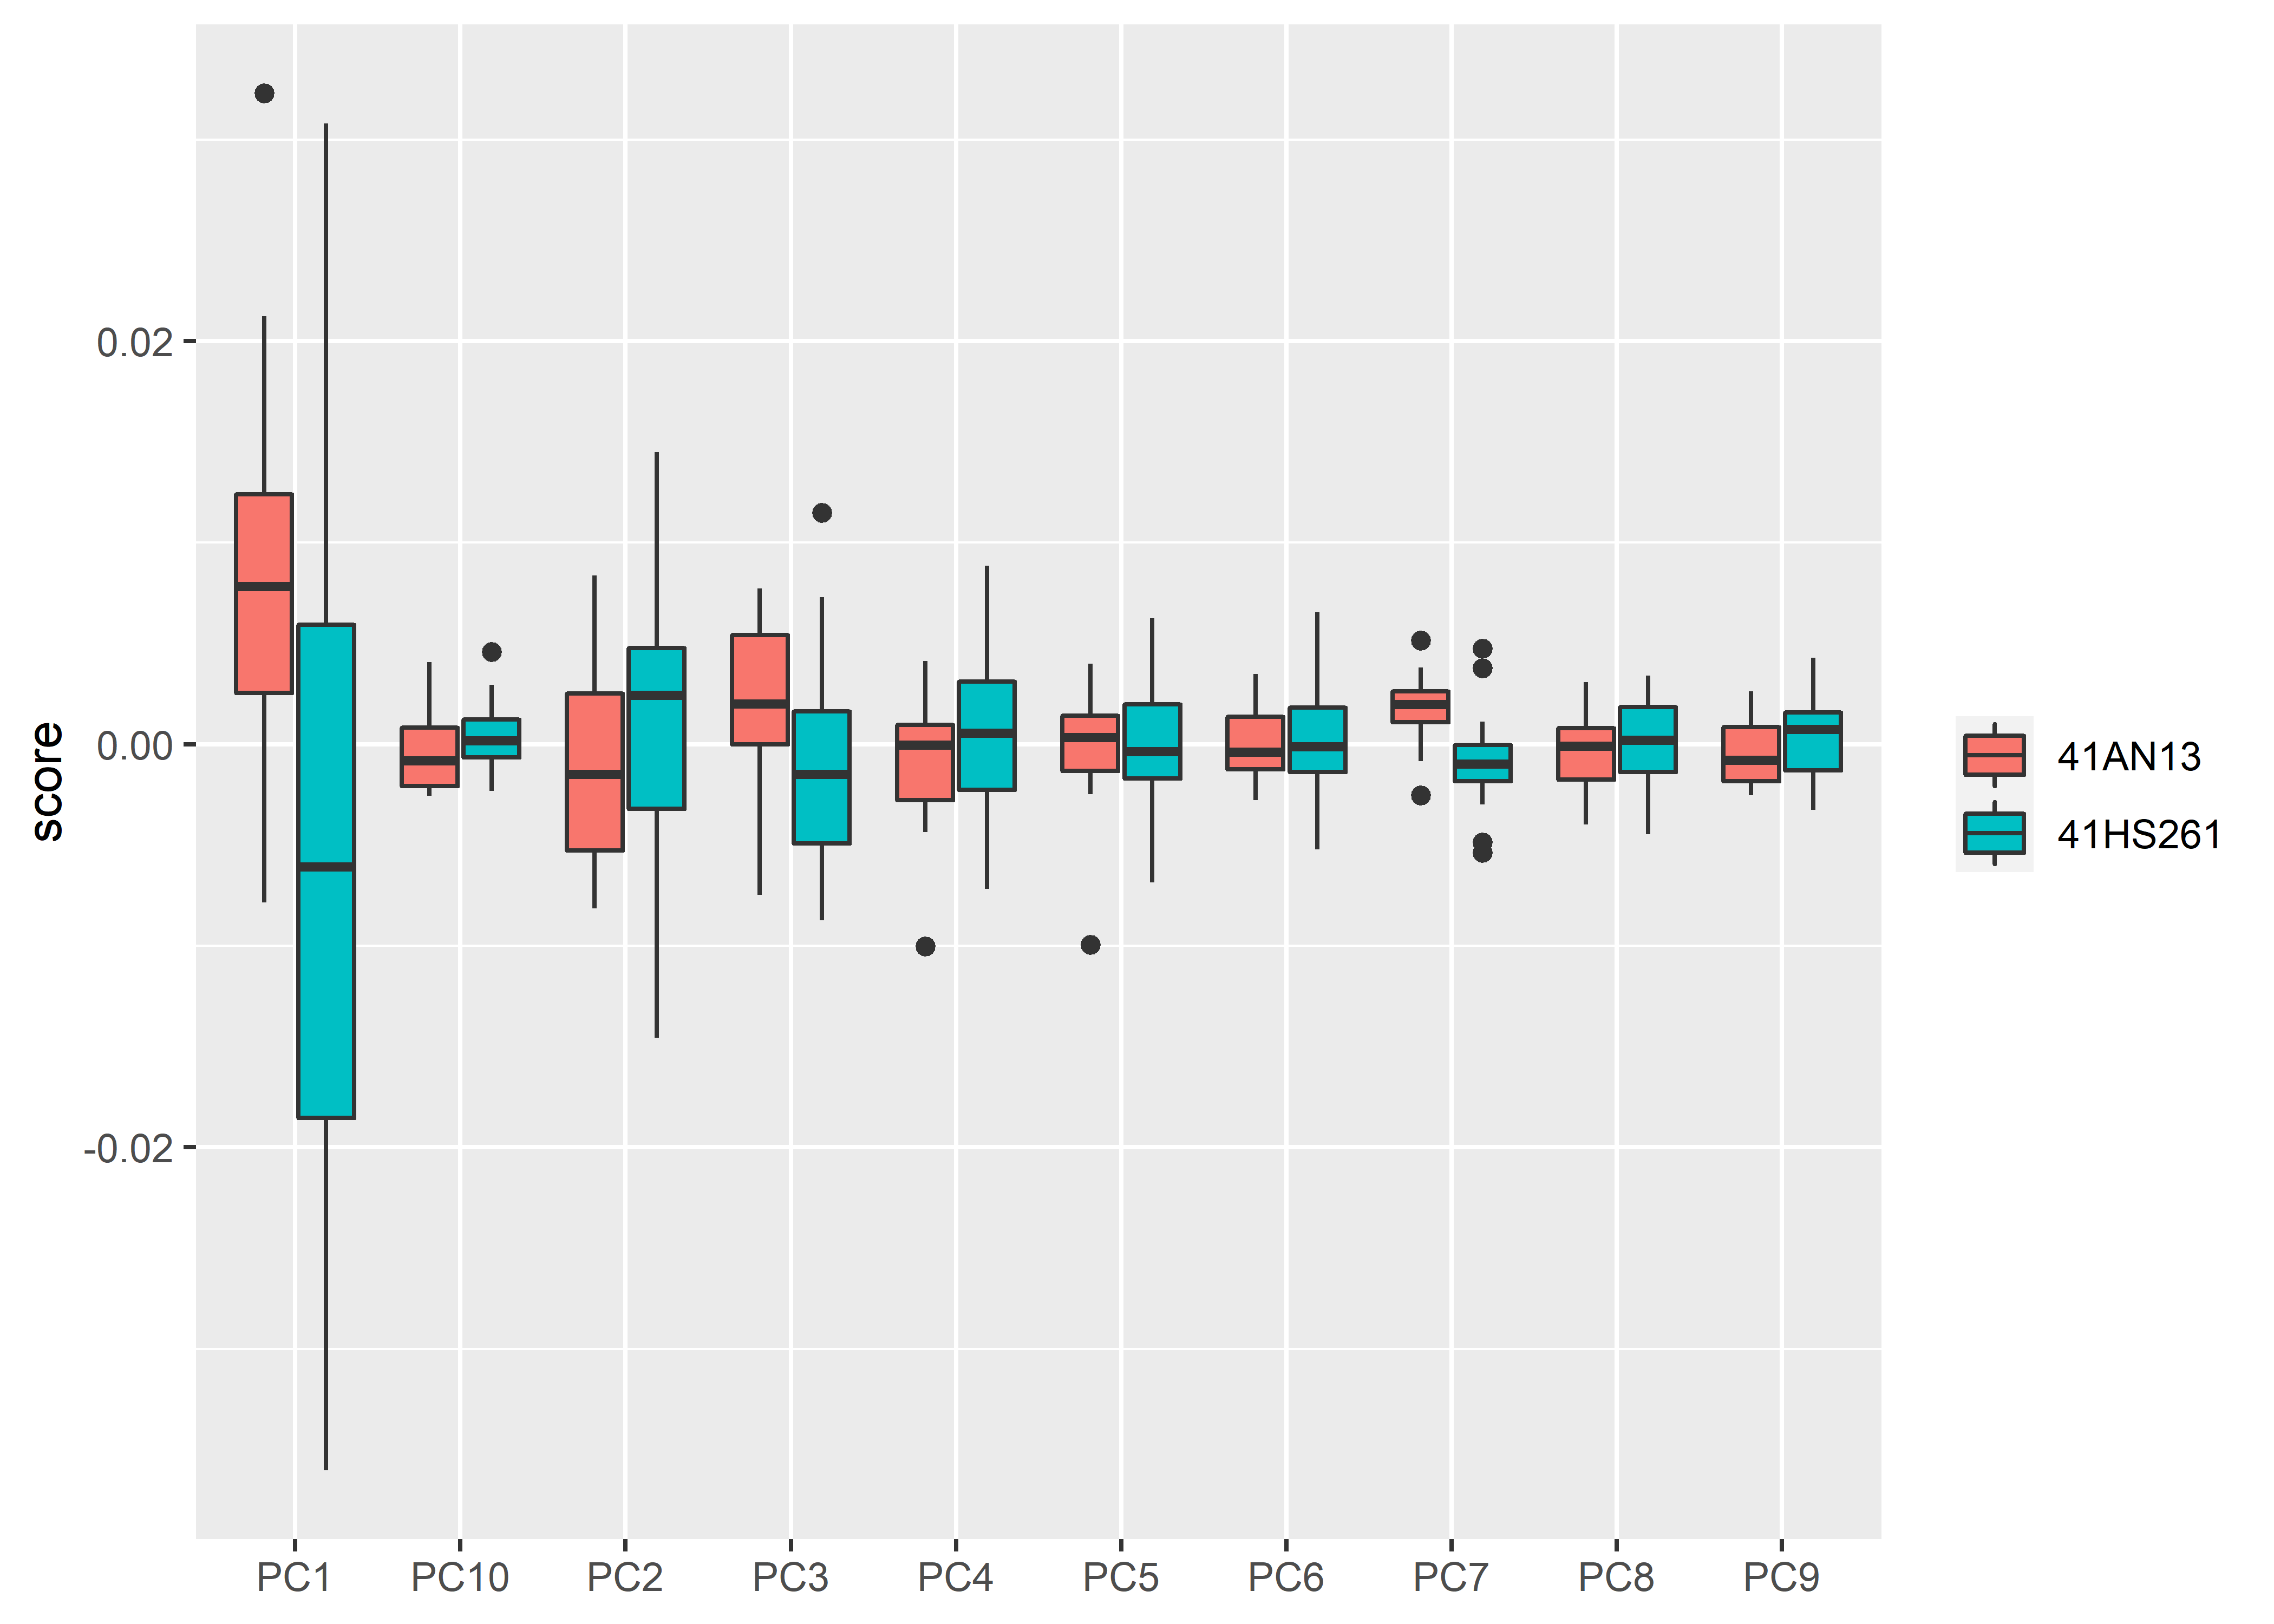 score
0.02
0.00
-0.02
PC1 PC10 PC2 PC3 PC4 PC5 PC6 PC7 PC8 PC9
41AN13
41HS261